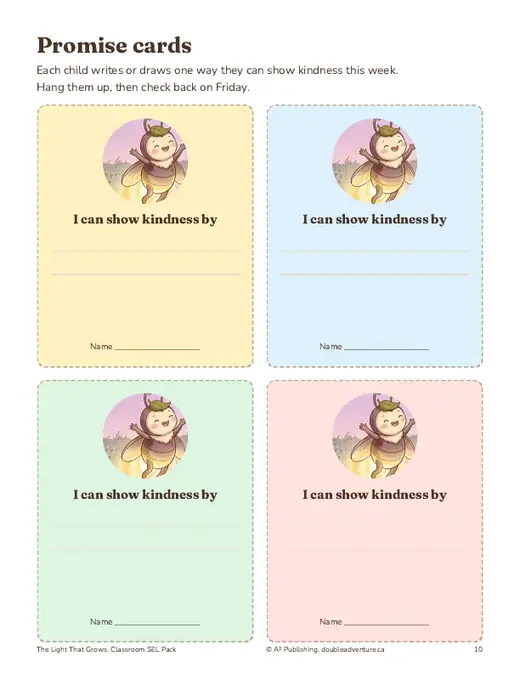 Promise cards
Each child writes or draws one way they can show kindness this week.
Hang them up, then check back on Friday.
I can show kindness by
I can show kindness by
Name
Name
I can show kindness by
I can show kindness by
Name
Name
The Light That Grows, Classroom SEL Pack
© A² Publishing, doubleadventure.ca
10